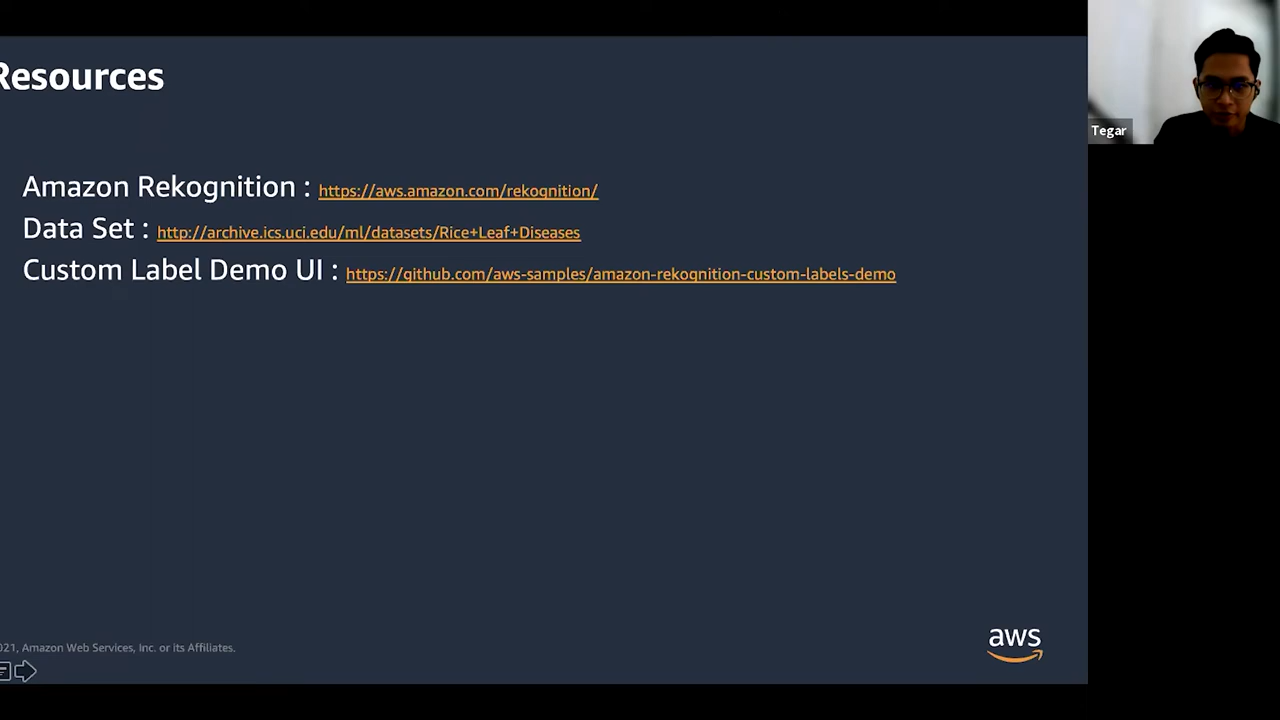 Resources
Tegar
Amazon Rekognition : https://aws.amazon.com/rekognition/
Data Set : http://archive.ics.uci.edu/ml/datasets/Rice+Leaf+Diseases
Custom Label Demo UI : https://github.com/aws-samples/amazon-rekognition-custom-labels-demo
021, Amazon Web Services, Inc. or its Affiliates.
aws